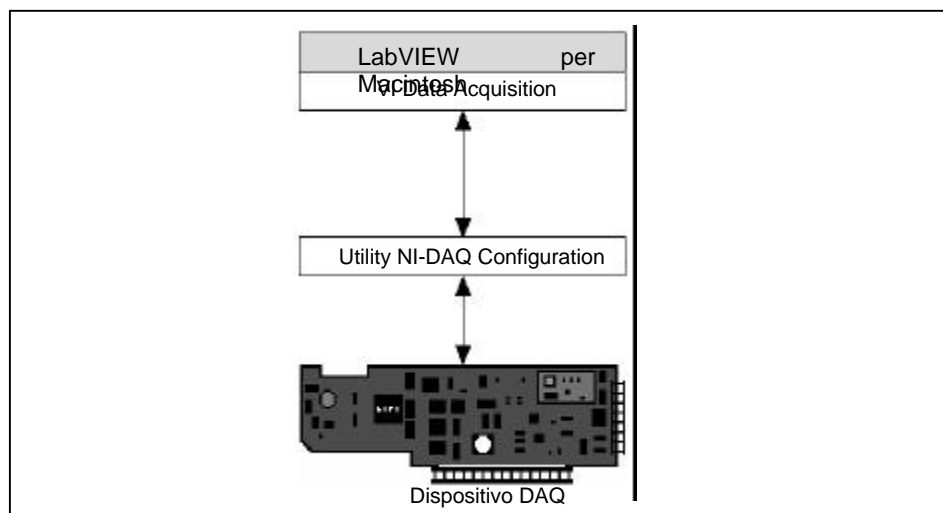 LabVIEW per
Macintosh
VI Data Acquisition
Utility NI-DAQ Configuration
Dispositivo DAQ